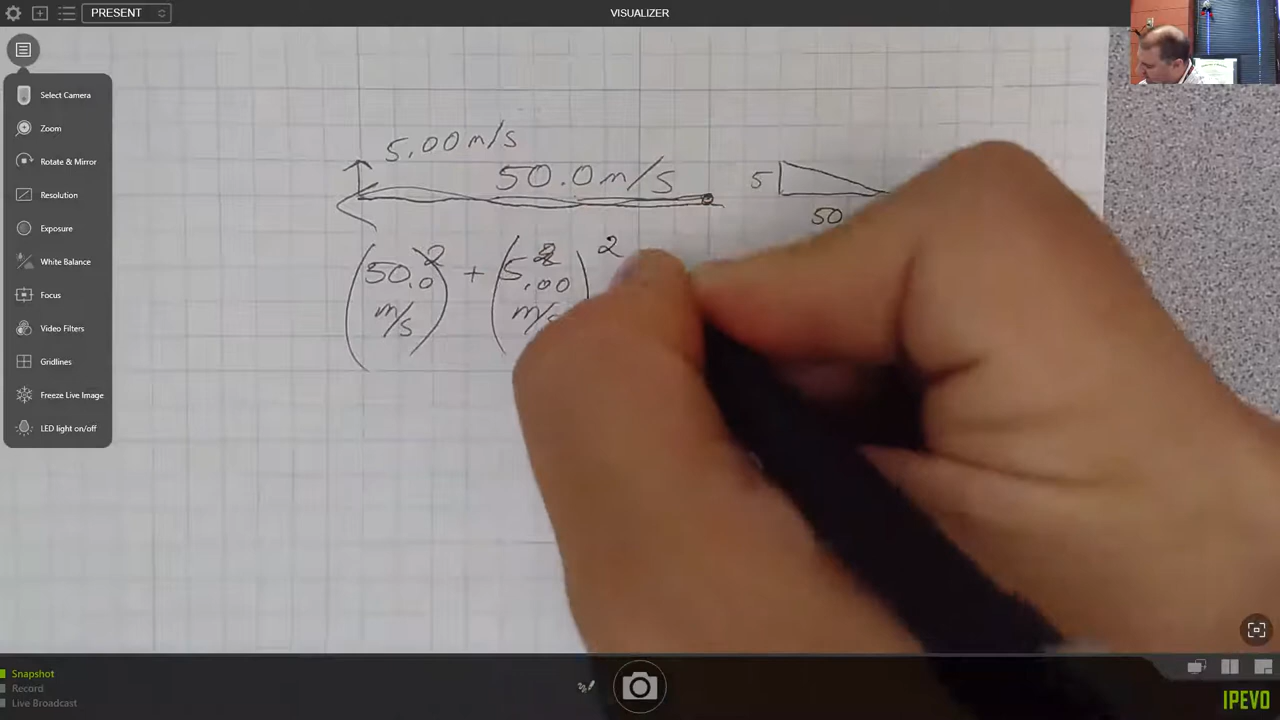 PRESENT
VISUALIZER
Select Camera
Zoom
Rotate & Mirror
Resolution
Exposure
White Balance
Focus
Video Filters
Gridlines
Freeze Live Image
LED light on/off
5.00 m/s
50.0 m/s
5
50
(50.0 m/s)² + (5.00 m/s)²
Snapshot
Record
Live Broadcast
IPEVO